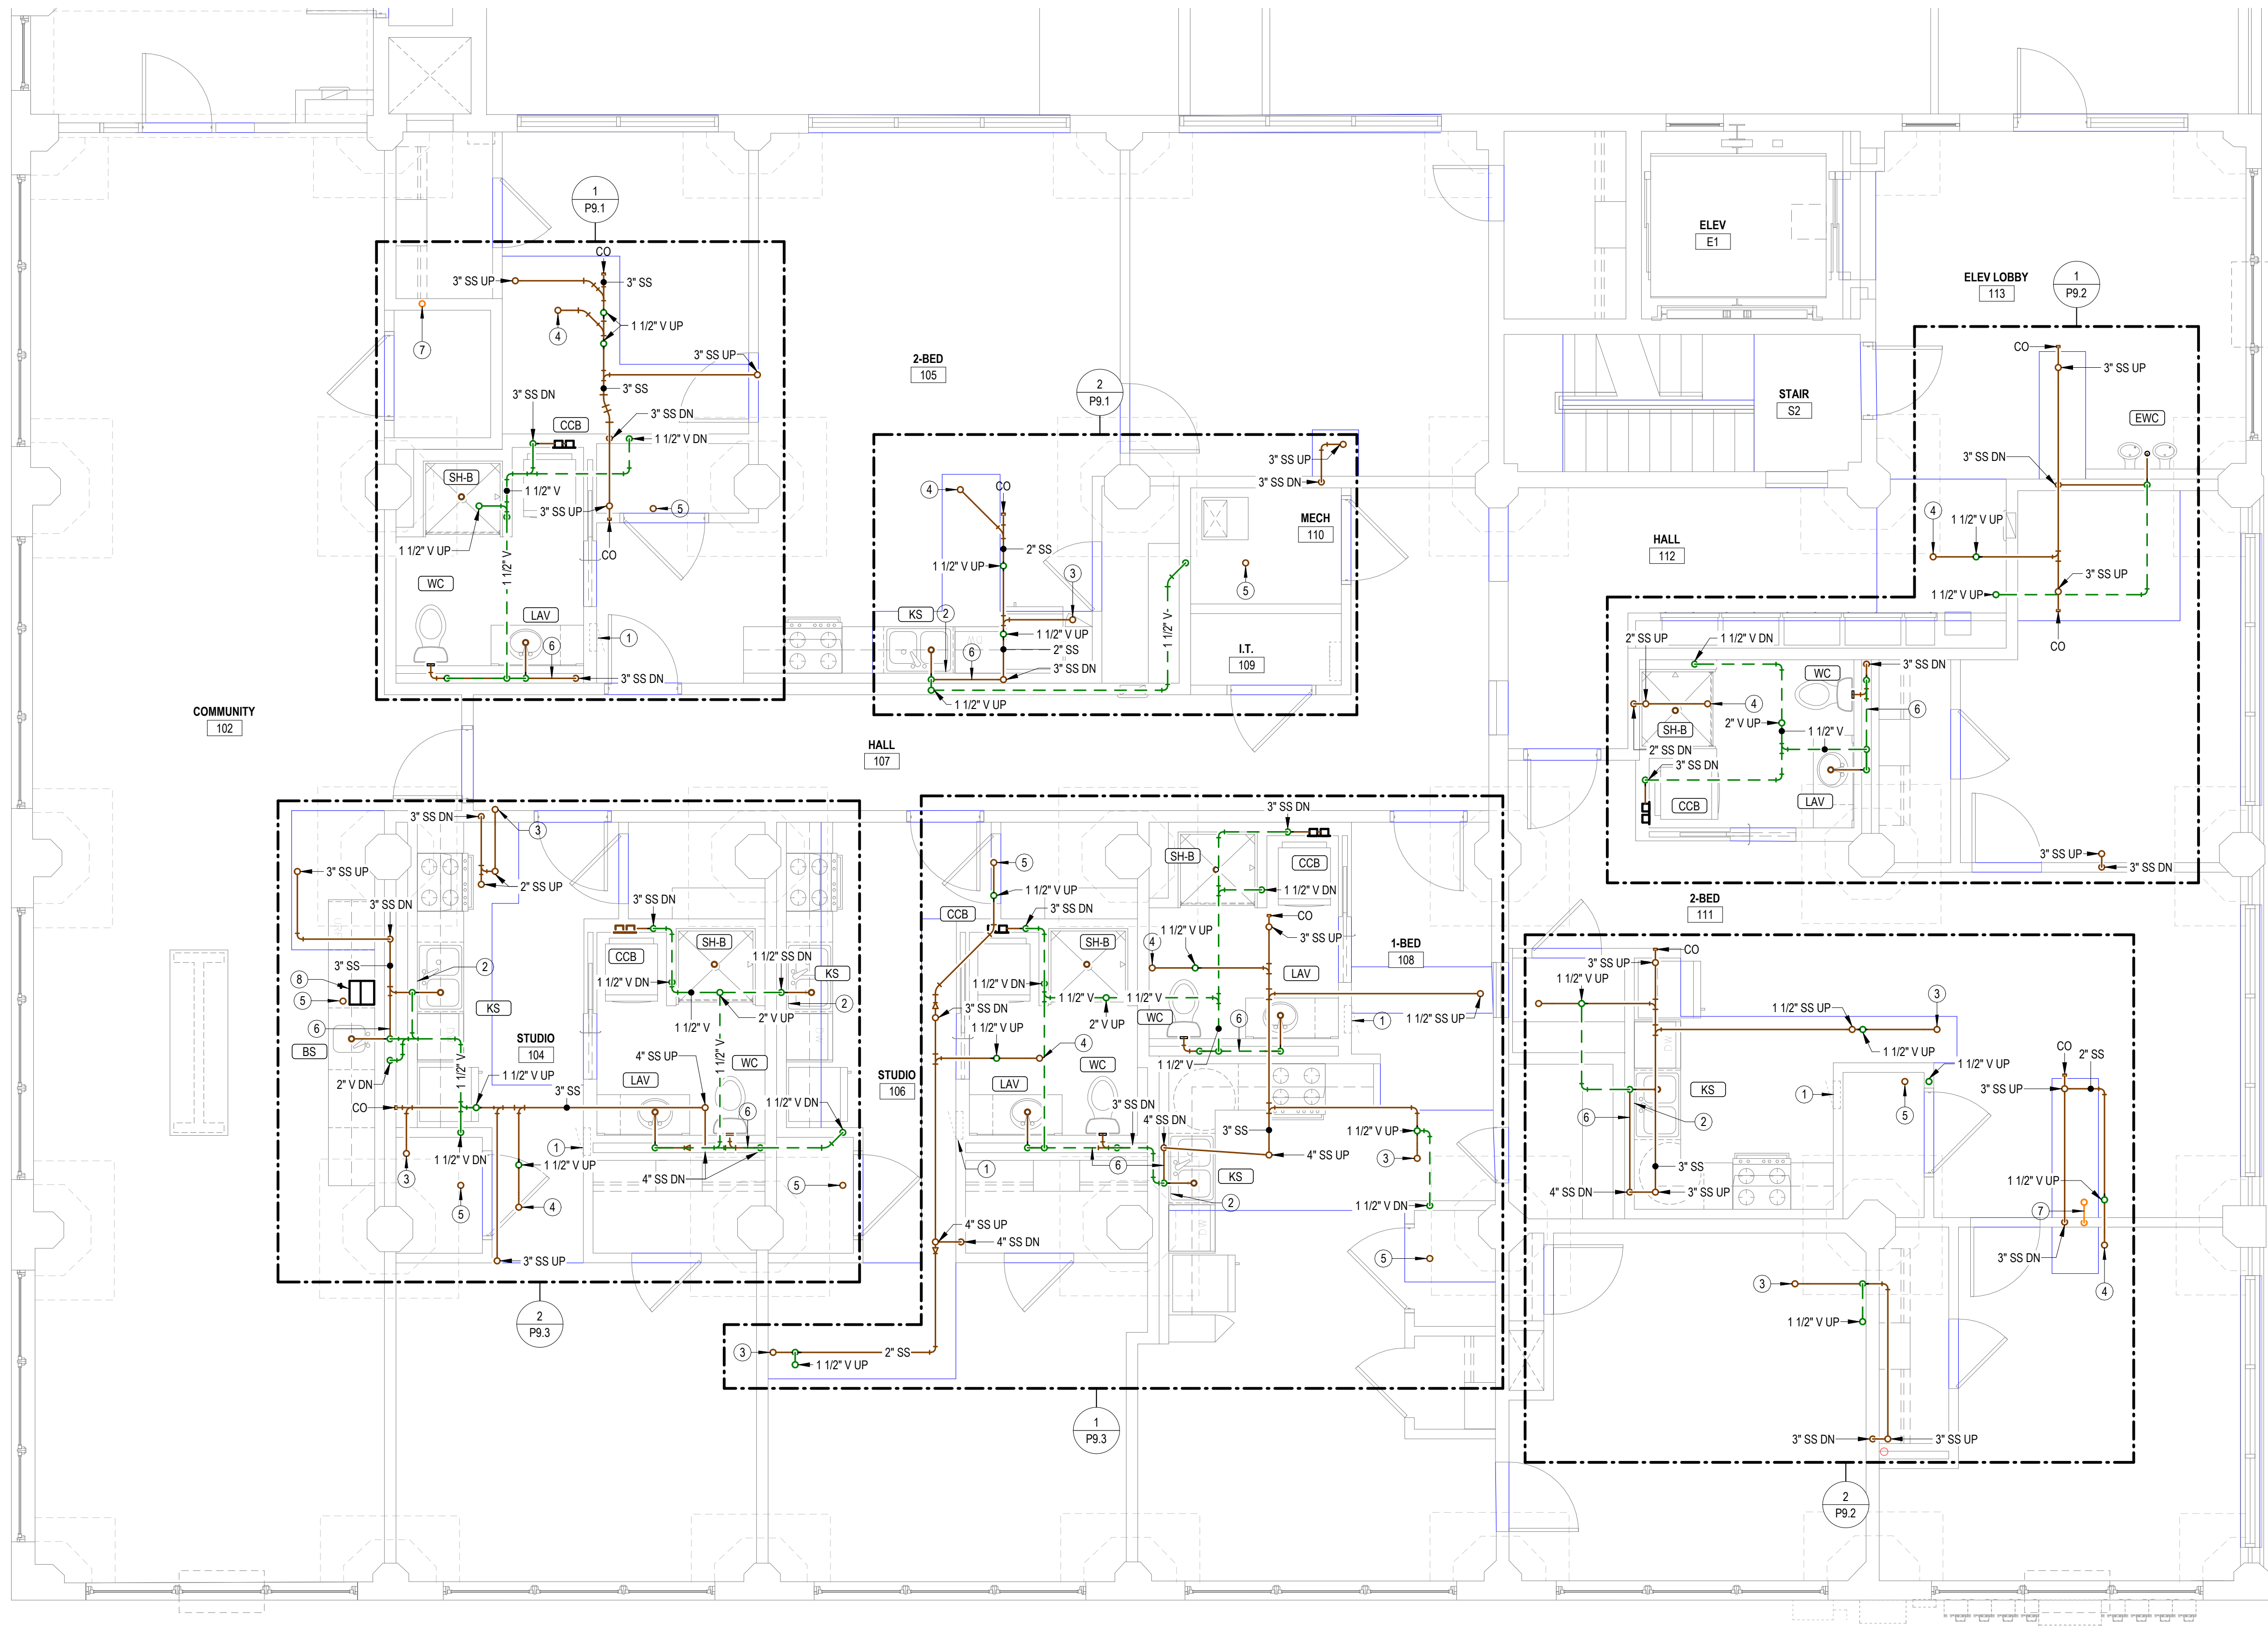 1
P9.1
CO
3" SS UP
3" SS
4
1 1/2" V UP
7
3" SS UP
3" SS
3" SS DN
3" SS DN
CCB
1 1/2" V DN
SH-B
1 1/2" V
3" SS UP
5
1 1/2" V UP
1 1/2" V
CO
WC
LAV
1
6
3" SS DN
2-BED
105
2
P9.1
3" SS UP
3" SS DN
4
CO
MECH
110
2" SS
1 1/2" V UP
3
5
KS
2
1 1/2" V UP
1 1/2" V
2" SS
DW
6
3" SS DN
1 1/2" V UP
I.T.
109
ELEV
E1
ELEV LOBBY
113
1
P9.2
CO
3" SS UP
STAIR
S2
EWC
3" SS DN
4
1 1/2" V UP
HALL
112
3" SS UP
1 1/2" V UP
CO
2" SS UP
1 1/2" V DN
WC
3" SS DN
4
6
SH-B
2" V UP
1 1/2" V
2" SS DN
3" SS DN
CCB
LAV
3" SS UP
3" SS DN
COMMUNITY
102
HALL
107
3" SS DN
3
3" SS UP
2" SS UP
3" SS DN
3" SS DN
CCB
SH-B
3" SS
2
1 1/2" SS DN
KS
8
5
1 1/2" V DN
2
KS
6
1 1/2" V
2" V UP
BS
STUDIO
104
1 1/2" V
1 1/2" V
WC
2" V DN
4" SS UP
1 1/2" V UP
LAV
CO
3" SS
1 1/2" V DN
6
1
1 1/2" V DN
3
1 1/2" V UP
4" SS DN
5
4
5
3" SS UP
2
P9.3
3" SS DN
SH-B
5
CCB
1 1/2" V UP
1 1/2" V DN
CCB
3" SS DN
CO
1 1/2" V UP
3" SS UP
SH-B
4
1-BED
108
LAV
1 1/2" V DN
1 1/2" V
1 1/2" V
3" SS DN
WC
1 1/2" SS UP
1
1 1/2" V UP
2" V UP
6
4
1 1/2" V
WC
STUDIO
106
LAV
3" SS DN
4" SS DN
3" SS
1 1/2" V UP
1
4" SS UP
3
6
KS
2
DW
1 1/2" V DN
4" SS UP
4" SS DN
5
3
2" SS
1 1/2" V UP
1
P9.3
2-BED
111
CO
3" SS UP
1 1/2" V UP
1 1/2" SS UP
3
DW
1 1/2" V UP
1 1/2" V UP
CO
2" SS
KS
1
5
3" SS UP
6
2
3" SS
1 1/2" V UP
7
4" SS DN
3" SS UP
3" SS DN
3
4
1 1/2" V UP
3" SS DN
3" SS UP
2
P9.2